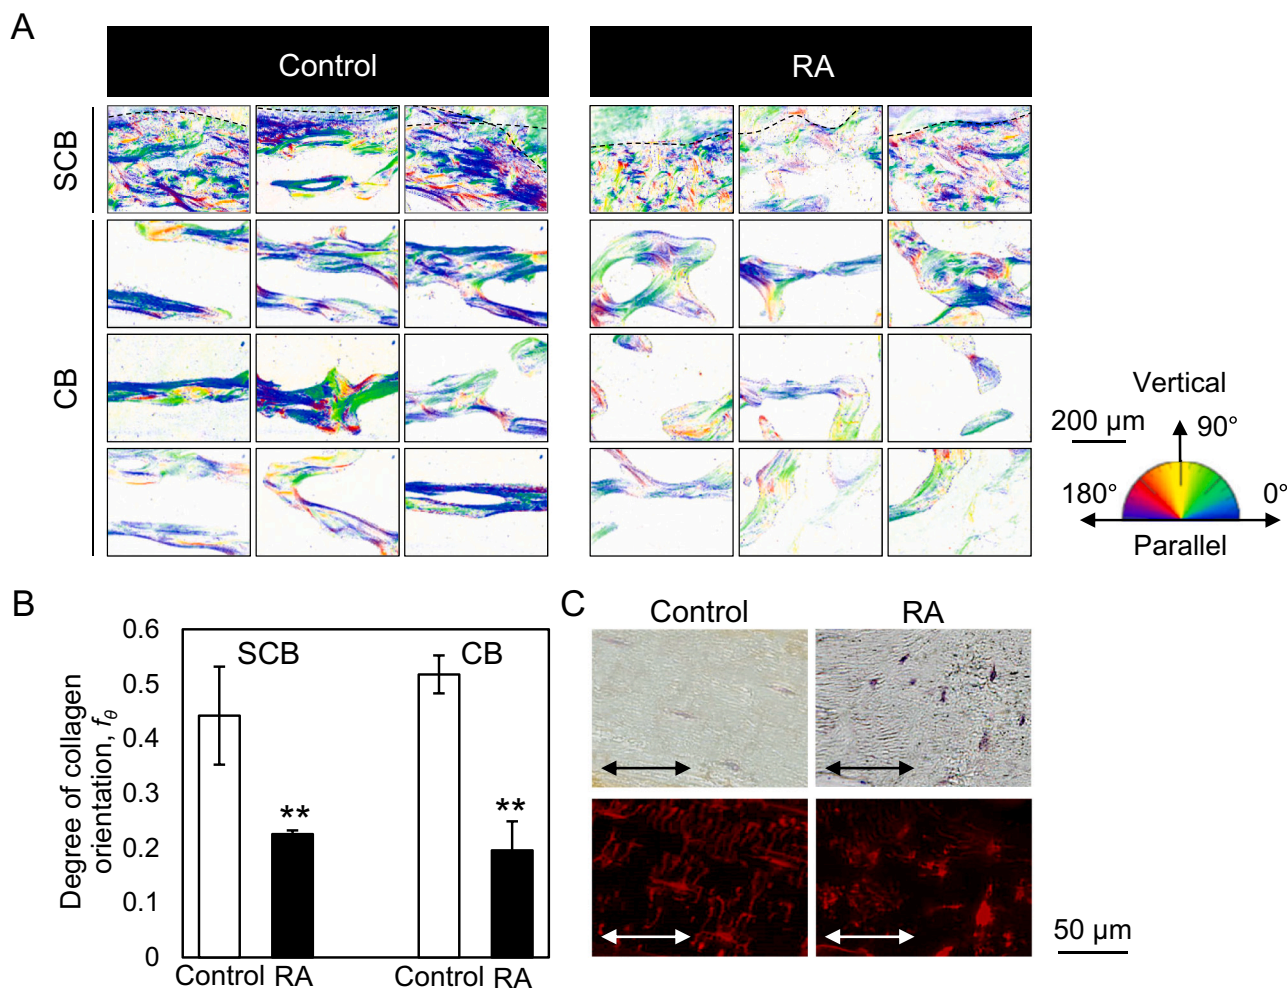 A
Control
RA
SCB
CB
Vertical
200 µm
90°
180°
0°
Parallel
B
Degree of collagen
orientation, fθ
0.6
0.5
0.4
0.3
0.2
0.1
0
SCB
CB
**
**
Control RA
Control RA
C
Control
RA
50 µm